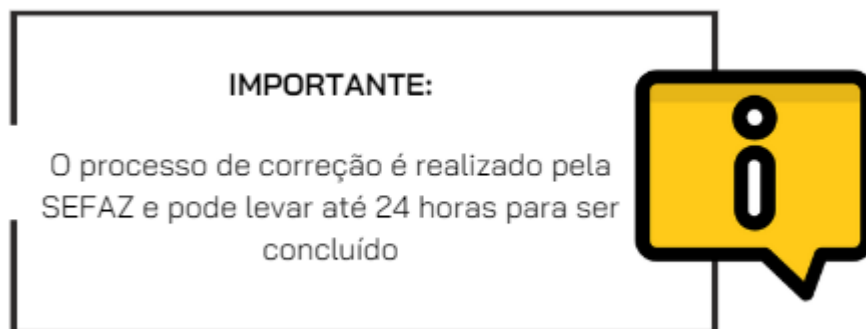 IMPORTANTE:
O processo de correção é realizado pela
SEFAZ e pode levar até 24 horas para ser
concluído